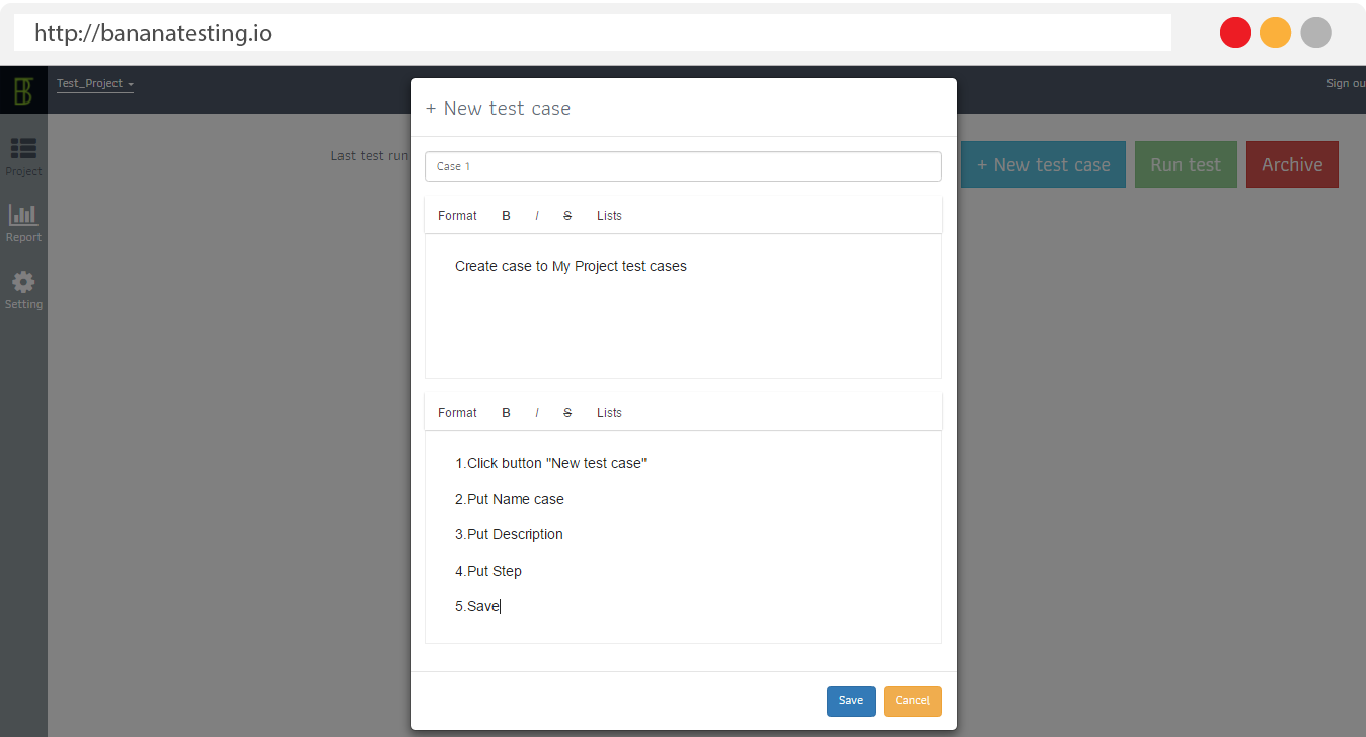 http://bananatesting.io
Test_Project
Sign ou
Project
Report
Setting
Last test run
+ New test case
Run test
Archive
+ New test case
Case 1
Format B I S Lists
Create case to My Project test cases
Format B I S Lists
1.Click button "New test case"
2.Put Name case
3.Put Description
4.Put Step
5.Save
Save
Cancel